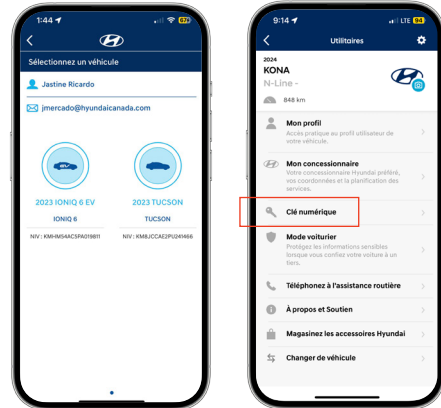 1:44
87
Sélectionnez un véhicule
Jastine Ricardo
jmercado@hyundaicanada.com
2023 IONIQ 6 EV
IONIQ 6
NIV : KMHM54AC5PA019811
2023 TUCSON
TUCSON
NIV : KM8JCCAE2PU241466
9:14
LTE 94
Utilitaires
2024
KONA
N-Line -
848 km
Mon profil
Accès pratique au profil utilisateur de
votre véhicule.
Mon concessionnaire
Votre concessionnaire Hyundai préféré,
vos coordonnées et la planification des
services.
Clé numérique
Mode voiturier
Protégez les informations sensibles
lorsque vous confiez votre voiture à un
tiers.
Téléphonez à l'assistance routière
À propos et Soutien
Magasinez les accessoires Hyundai
Changer de véhicule